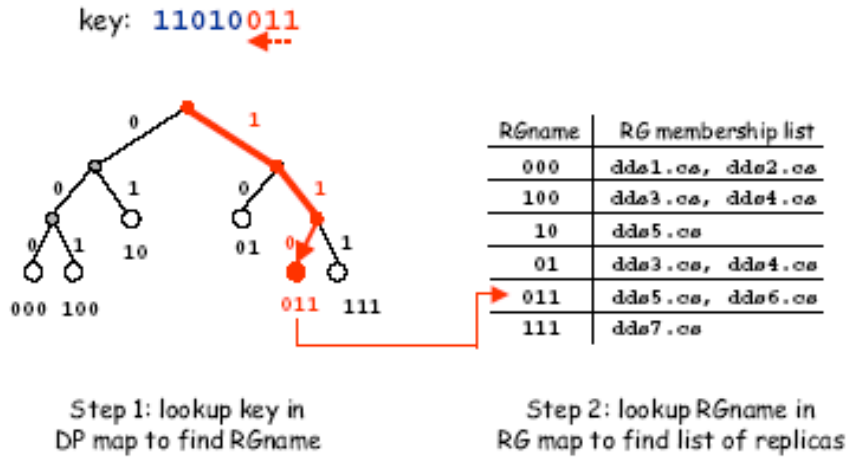 key: 11010011
0 1
0 1 0 1
0 1 10 01 0 1
000 100 011 111
RGname RG membership list
000 dds1.cs, dds2.cs
100 dds3.cs, dds4.cs
10 dds5.cs
01 dds3.cs, dds4.cs
011 dds5.cs, dds6.cs
111 dds7.cs
Step 1: lookup key in
DP map to find RGname
Step 2: lookup RGname in
RG map to find list of replicas